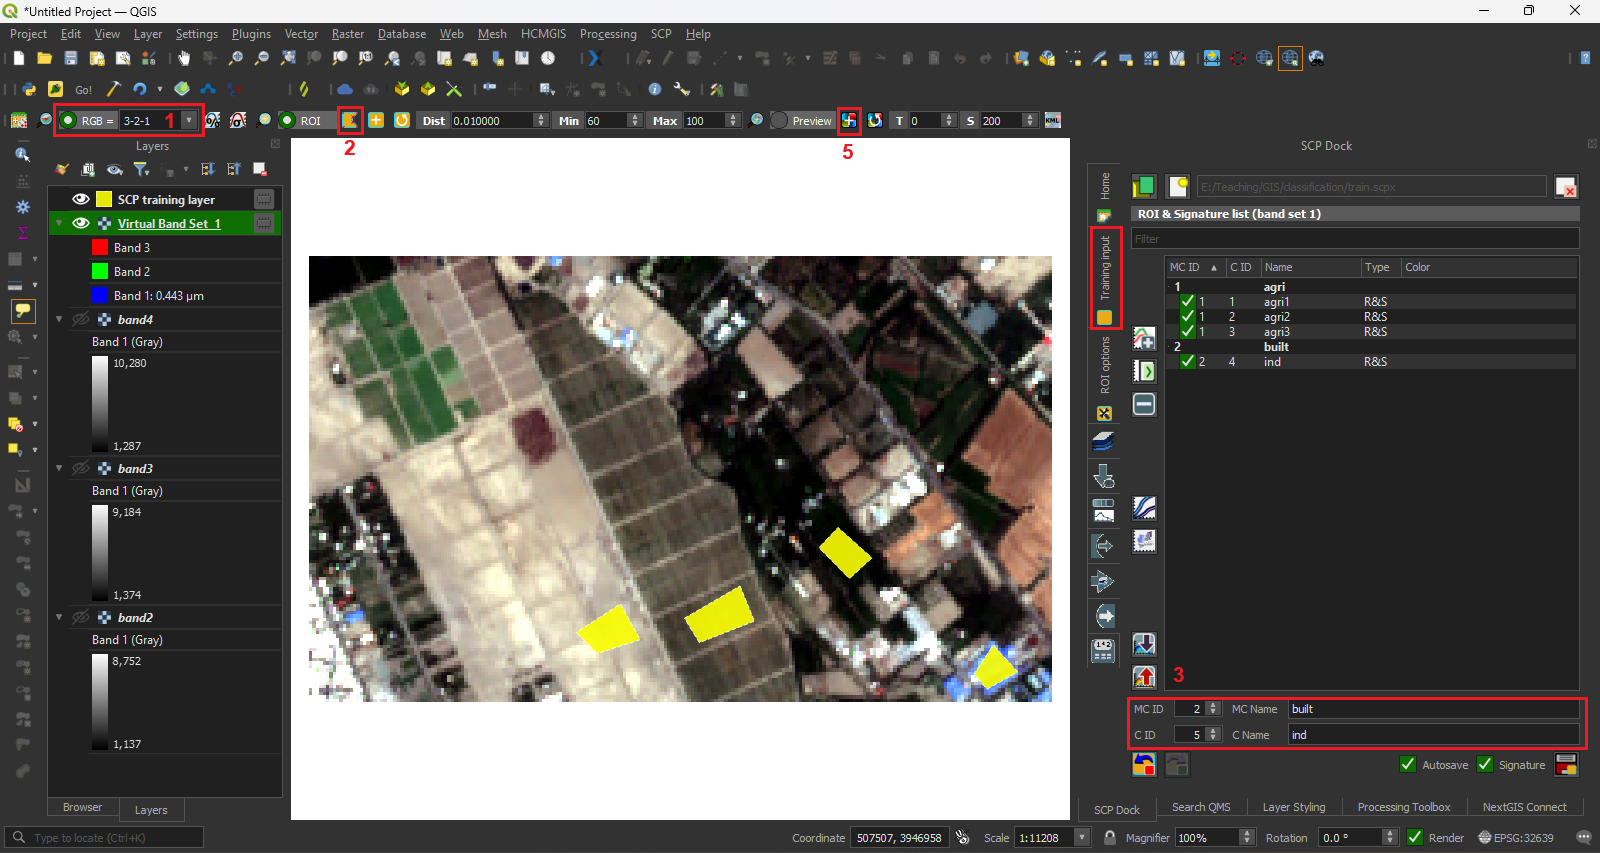 *Untitled Project — QGIS
Project Edit View Layer Settings Plugins Vector Raster Database Web Mesh HCMGIS Processing SCP Help
Go!
RGB = 3-2-1 1 ROI Dist 0.010000 Min 60 Max 100 Preview T 0 S 200 KML
2 5
Layers
SCP training layer
Virtual Band Set 1
Band 3
Band 2
Band 1: 0.443 µm
band4
Band 1 (Gray)
10,280
1,287
band3
Band 1 (Gray)
9,184
1,374
band2
Band 1 (Gray)
8,752
1,137
Browser Layers
SCP Dock
Home
Training input
ROI options
E:/Teaching/GIS/classification/train.scpx
ROI & Signature list (band set 1)
Filter
MC ID C ID Name Type Color
1 agri
1 1 agri1 R&S
1 2 agri2 R&S
1 3 agri3 R&S
2 built
2 4 ind R&S
3
MC ID 2 MC Name built
C ID 5 C Name ind
Autosave Signature
SCP Dock Search QMS Layer Styling Processing Toolbox NextGIS Connect
Type to locate (Ctrl+K) Coordinate 507507, 3946958 Scale 1:11208 Magnifier 100% Rotation 0.0 ° Render EPSG:32639